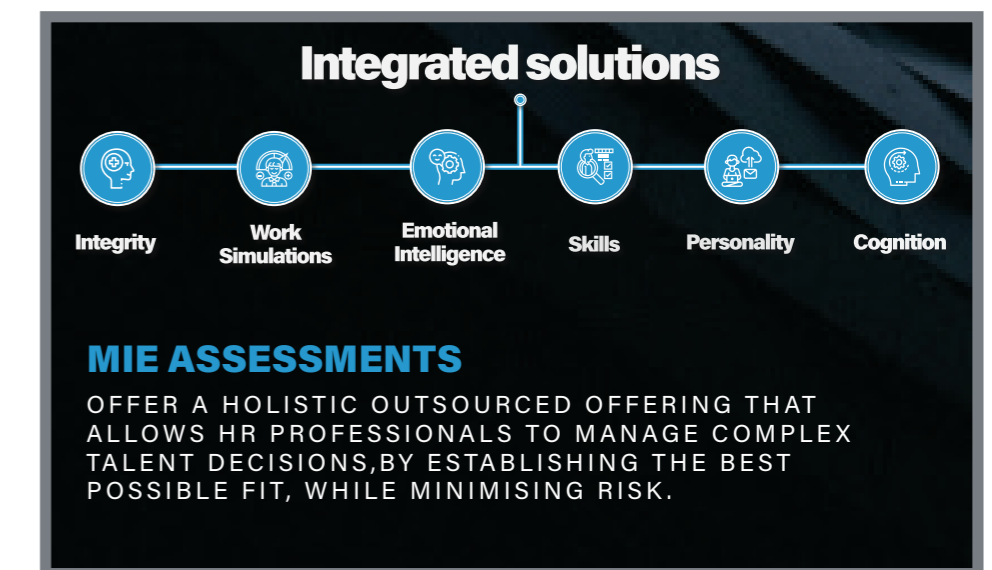 Integrated solutions
Integrity
Work
Simulations
Emotional
Intelligence
Skills
Personality
Cognition
MIE ASSESSMENTS
OFFER A HOLISTIC OUTSOURCED OFFERING THAT
ALLOWS HR PROFESSIONALS TO MANAGE COMPLEX
TALENT DECISIONS,BY ESTABLISHING THE BEST
POSSIBLE FIT, WHILE MINIMISING RISK.